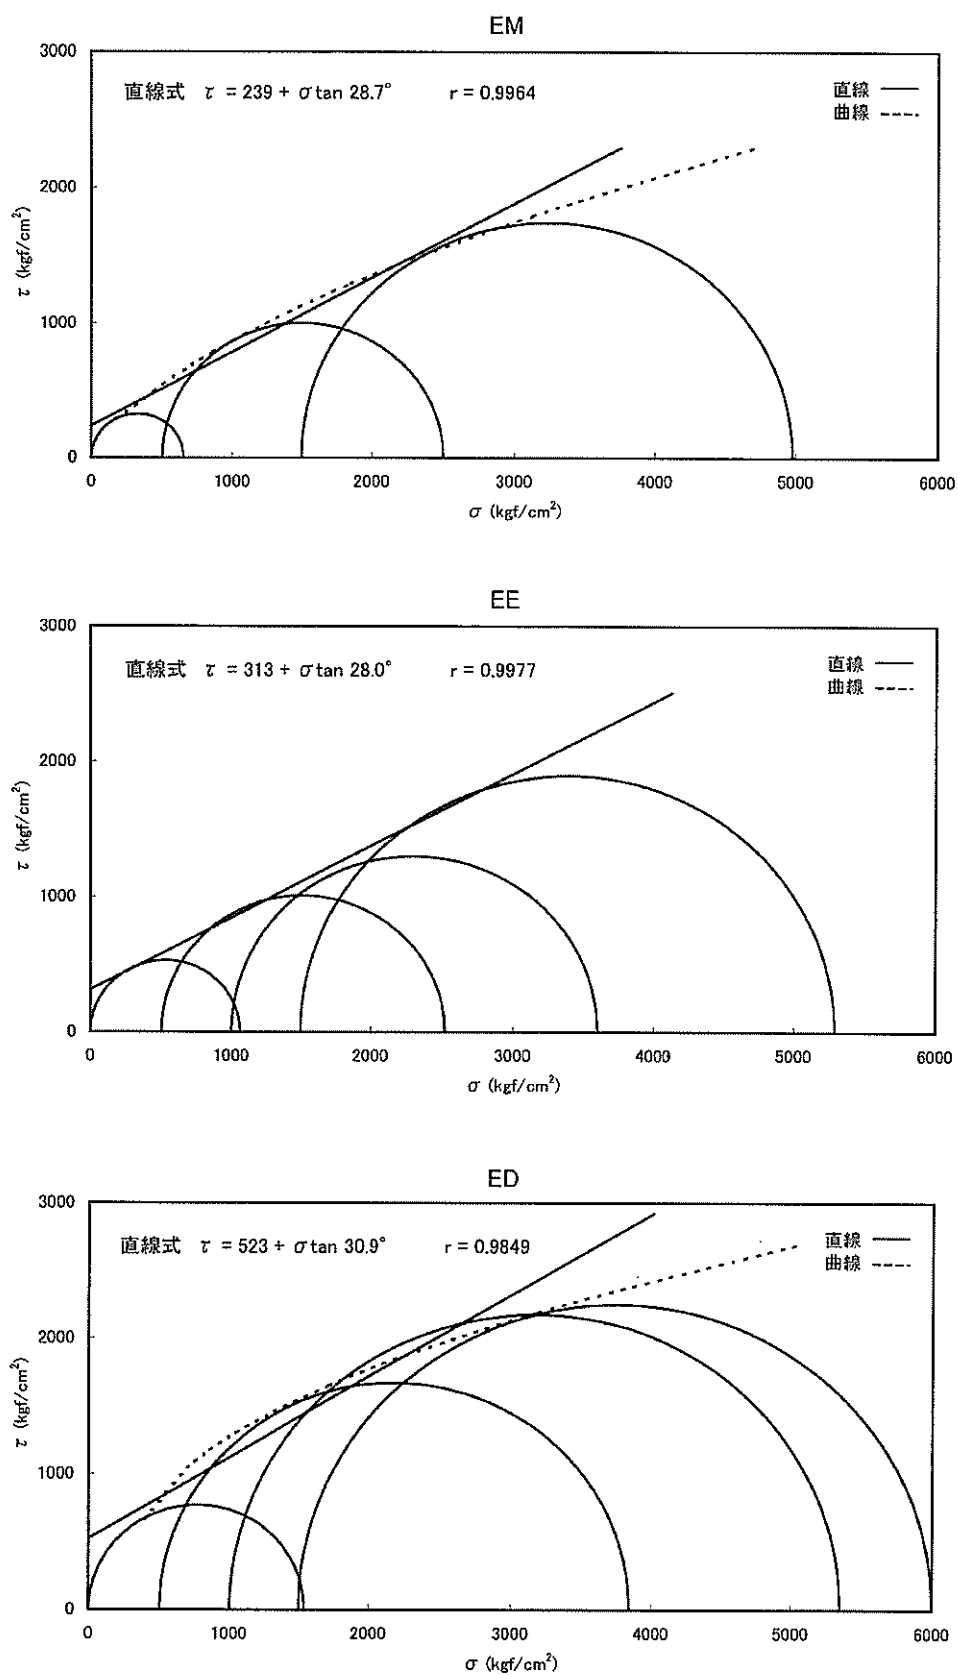 EM
3000
直線式 τ = 239 + σ tan 28.7° r = 0.9964
直線
曲線
2000
τ (kgf/cm²)
1000
0
0 1000 2000 3000 4000 5000 6000
σ (kgf/cm²)
EE
3000
直線式 τ = 313 + σ tan 28.0° r = 0.9977
直線
曲線
2000
τ (kgf/cm²)
1000
0
0 1000 2000 3000 4000 5000 6000
σ (kgf/cm²)
ED
3000
直線式 τ = 523 + σ tan 30.9° r = 0.9849
直線
曲線
2000
τ (kgf/cm²)
1000
0
0 1000 2000 3000 4000 5000 6000
σ (kgf/cm²)